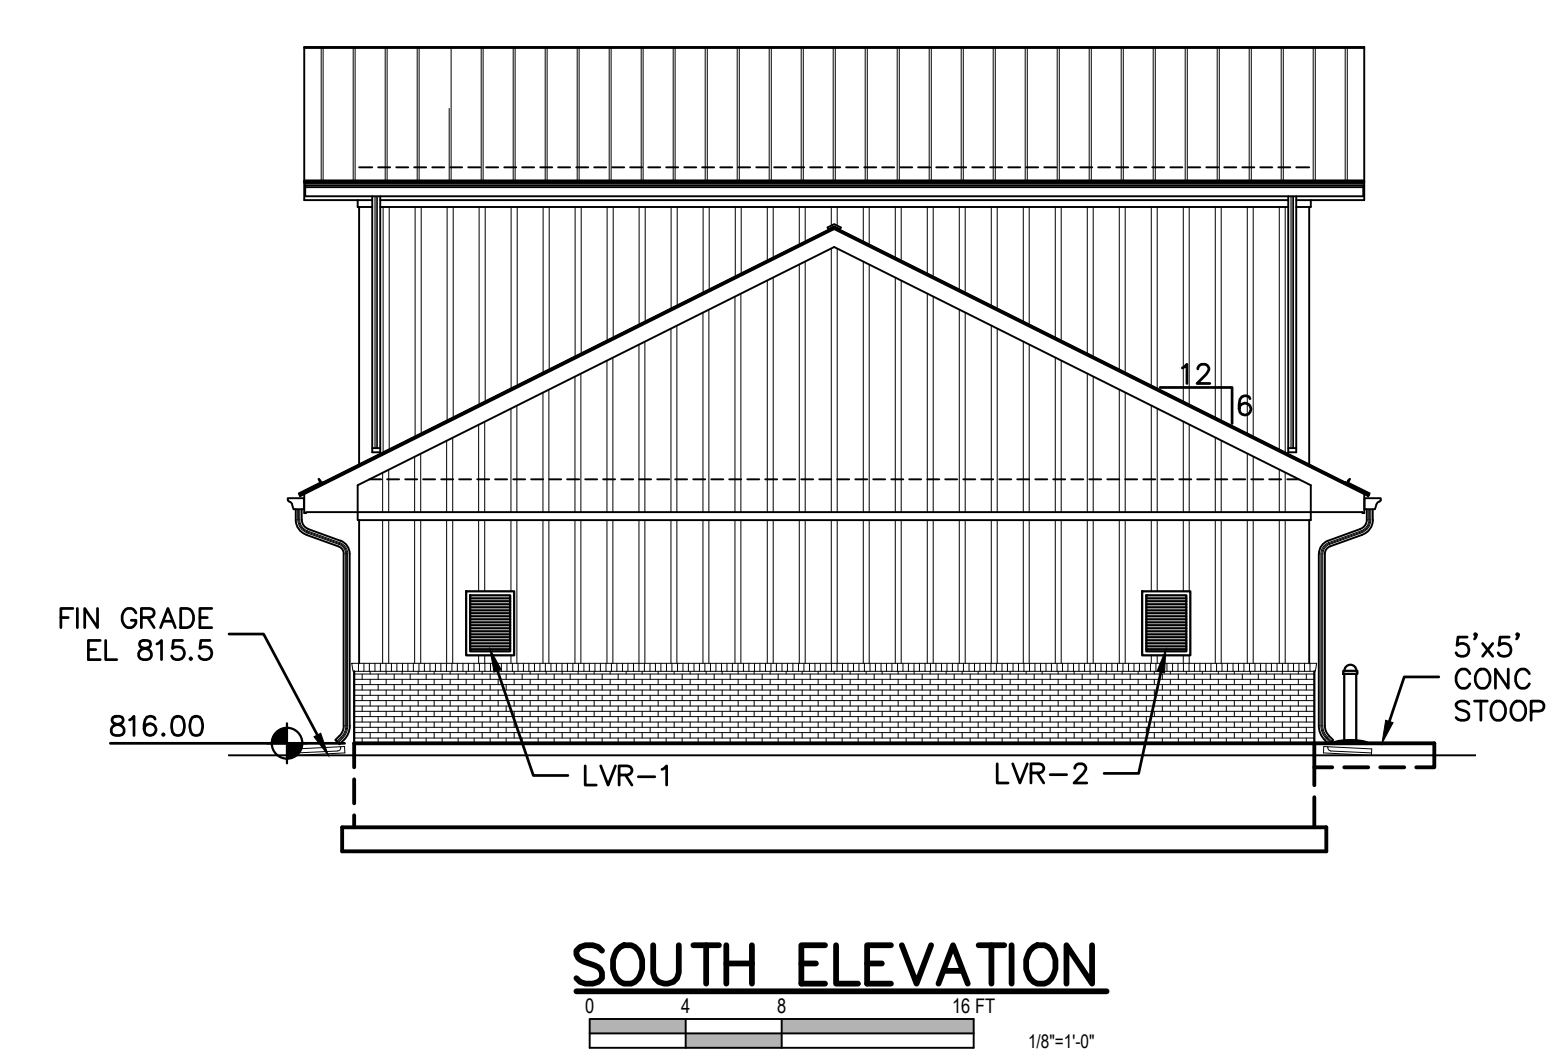 12
6
FIN GRADE
EL 815.5
816.00
5'x5'
CONC
STOOP
LVR-1
LVR-2
SOUTH ELEVATION
0 4 8 16 FT
1/8"=1'-0"